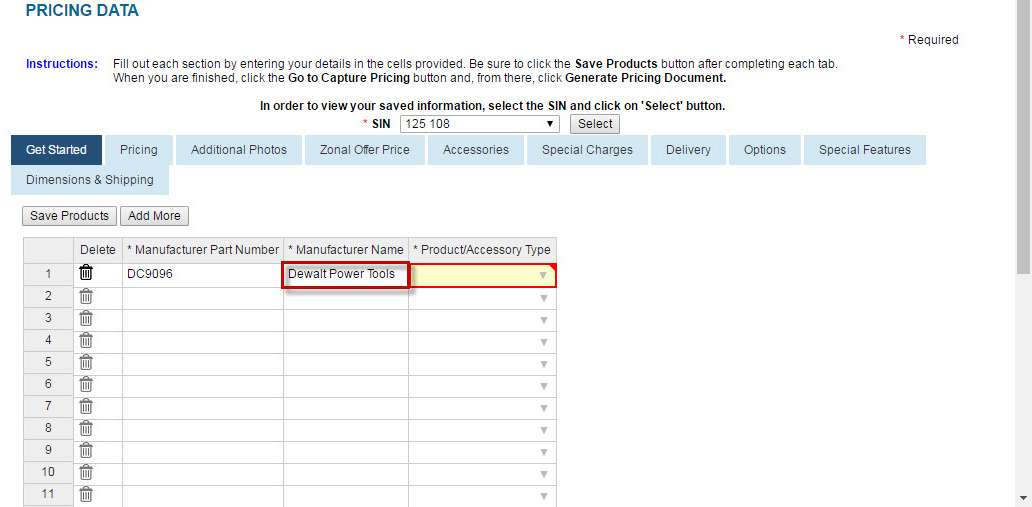 PRICING DATA
* Required
Instructions: Fill out each section by entering your details in the cells provided. Be sure to click the Save Products button after completing each tab.
When you are finished, click the Go to Capture Pricing button and, from there, click Generate Pricing Document.
In order to view your saved information, select the SIN and click on 'Select' button.
* SIN 125 108 Select
Get Started Pricing Additional Photos Zonal Offer Price Accessories Special Charges Delivery Options Special Features
Dimensions & Shipping
Save Products Add More
Delete * Manufacturer Part Number * Manufacturer Name * Product/Accessory Type
1 DC9096 Dewalt Power Tools
2
3
4
5
6
7
8
9
10
11